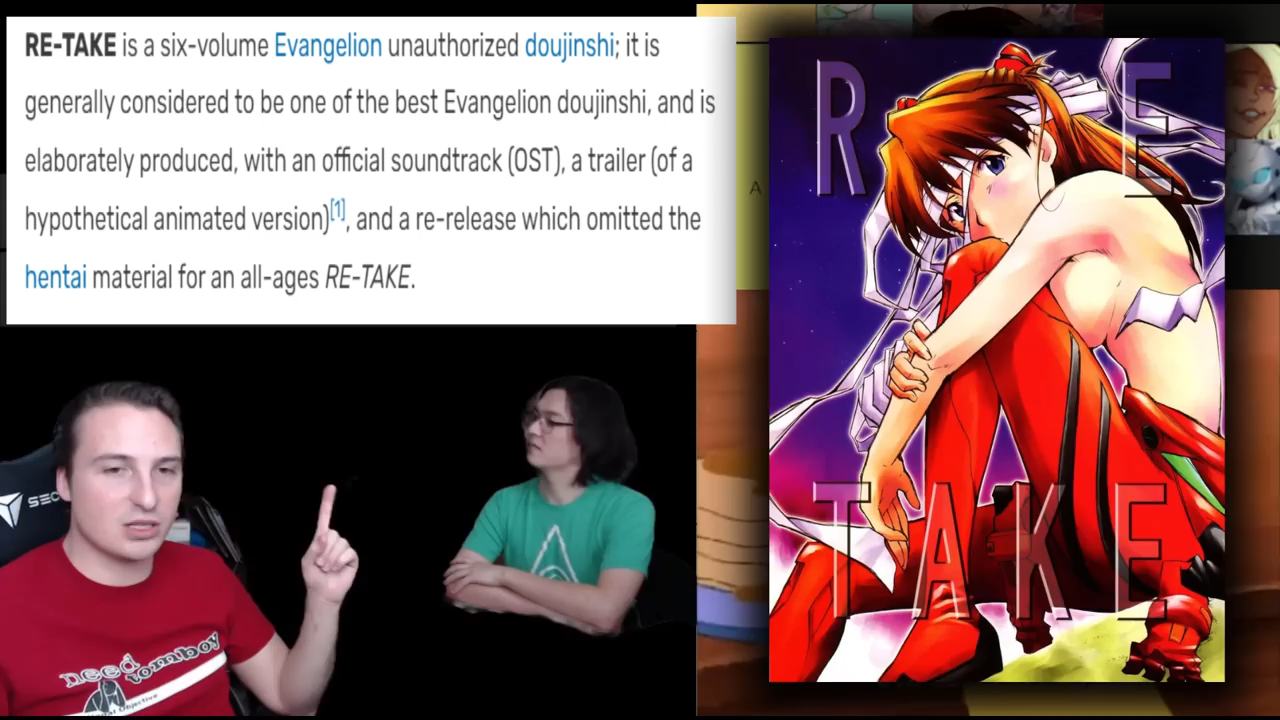 RE-TAKE is a six-volume Evangelion unauthorized doujinshi; it is
generally considered to be one of the best Evangelion doujinshi, and is
elaborately produced, with an official soundtrack (OST), a trailer (of a
hypothetical animated version)[1], and a re-release which omitted the
hentai material for an all-ages RE-TAKE.
A
R E
TAKE
SEC
need
tomboy
Objective